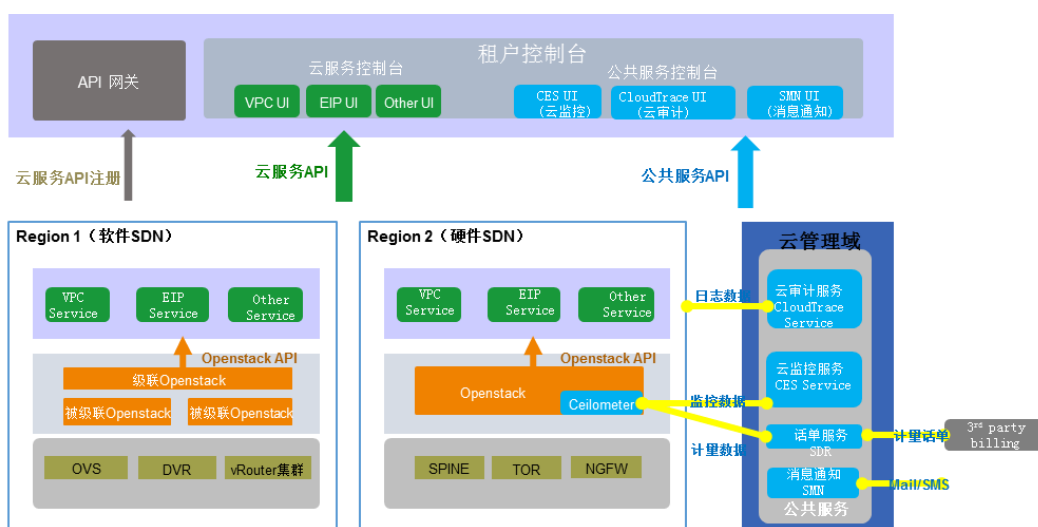 租户控制台
API 网关
云服务控制台
VPC UI
EIP UI
Other UI
公共服务控制台
CES UI
(云监控)
CloudTrace UI
(云审计)
SMN UI
(消息通知)
云服务API注册
云服务API
公共服务API
Region 1（软件SDN）
VPC
Service
EIP
Service
Other
Service
Openstack API
级联Openstack
被级联Openstack
被级联Openstack
OVS
DVR
vRouter集群
Region 2（硬件SDN）
VPC
Service
EIP
Service
Other
Service
Openstack API
Openstack
Ceilometer
SPINE
TOR
NGFW
日志数据
监控数据
计量数据
云管理域
云审计服务
CloudTrace
Service
云监控服务
CES Service
话单服务
SDR
消息通知
SMN
公共服务
计量话单
3rd party
billing
Mail/SMS